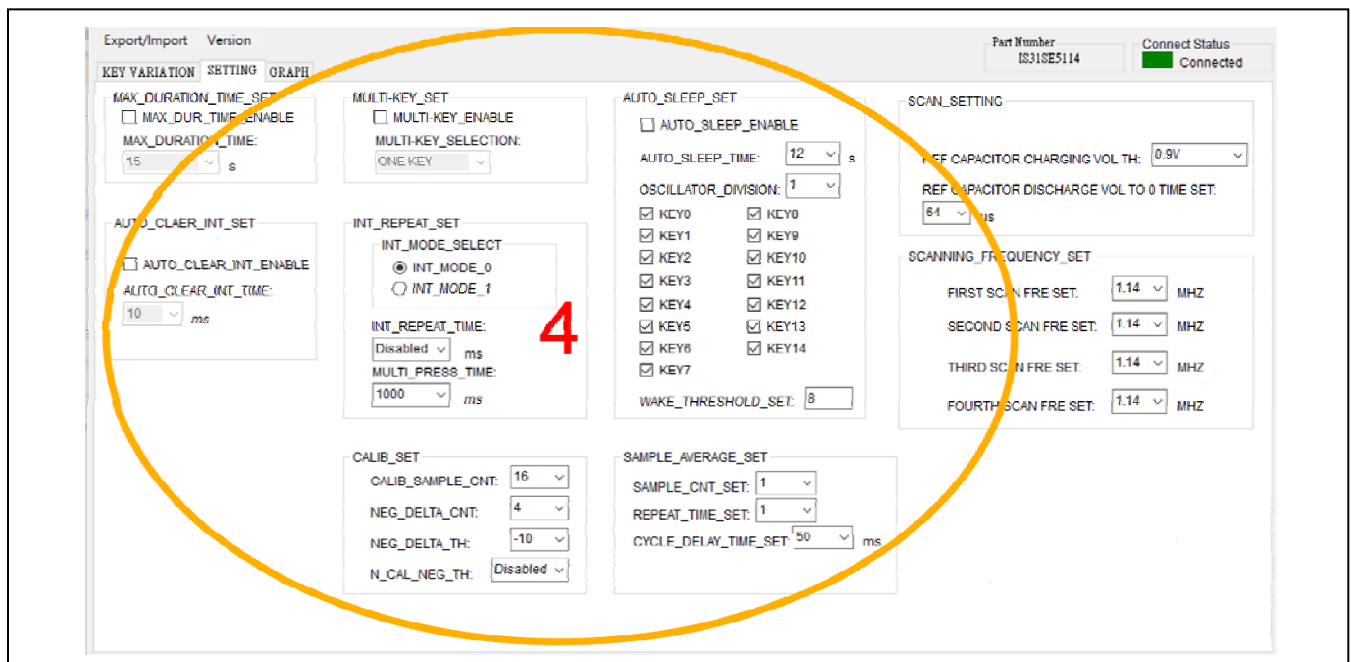 Export/Import Version
Part Number
IS31SE5114
Connect Status
Connected
KEY VARIATION SETTING GRAPH
MAX_DURATION_TIME_SET
MAX_DUR_TIME_ENABLE
MAX_DURATION_TIME:
15 s
AUTO_CLAER_INT_SET
AUTO_CLEAR_INT_ENABLE
AUTO_CLEAR_INT_TIME:
10 ms
MULTI-KEY_SET
MULTI-KEY_ENABLE
MULTI-KEY_SELECTION:
ONE KEY
INT_REPEAT_SET
INT_MODE_SELECT
INT_MODE_0
INT_MODE_1
INT_REPEAT_TIME:
Disabled ms
MULTI_PRESS_TIME:
1000 ms
4
CALIB_SET
CALIB_SAMPLE_CNT: 16
NEG_DELTA_CNT: 4
NEG_DELTA_TH: -10
N_CAL_NEG_TH: Disabled
AUTO_SLEEP_SET
AUTO_SLEEP_ENABLE
AUTO_SLEEP_TIME: 12 s
OSCILLATOR_DIVISION: 1
KEY0 KEY8
KEY1 KEY9
KEY2 KEY10
KEY3 KEY11
KEY4 KEY12
KEY5 KEY13
KEY6 KEY14
KEY7
WAKE_THRESHOLD_SET: 8
SAMPLE_AVERAGE_SET
SAMPLE_CNT_SET: 1
REPEAT_TIME_SET: 1
CYCLE_DELAY_TIME_SET: 50 ms
SCAN_SETTING
REF CAPACITOR CHARGING VOL TH: 0.9V
REF CAPACITOR DISCHARGE VOL TO 0 TIME SET:
64 us
SCANNING_FREQUENCY_SET
FIRST SCAN FRE SET: 1.14 MHZ
SECOND SCAN FRE SET: 1.14 MHZ
THIRD SCAN FRE SET: 1.14 MHZ
FOURTH SCAN FRE SET: 1.14 MHZ